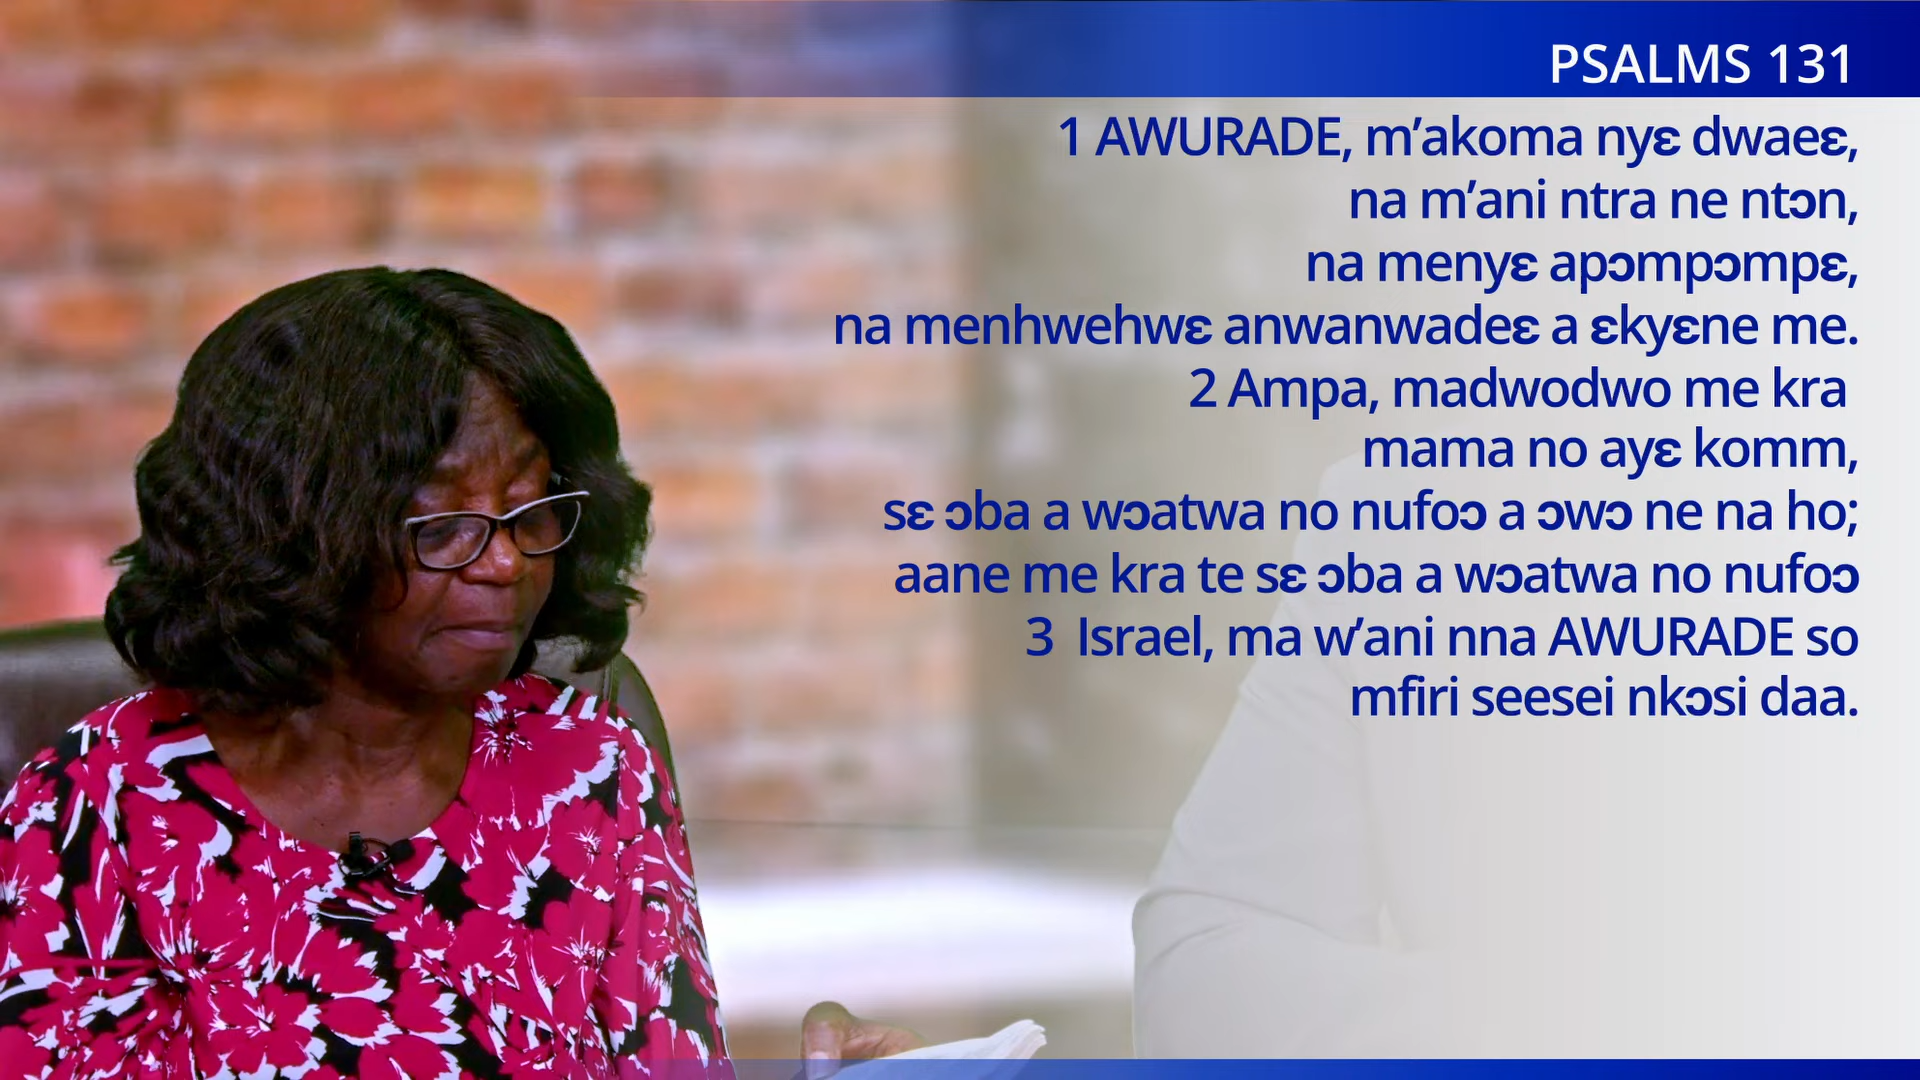 PSALMS 131
1 AWURADE, m’akoma nyɛ dwaeɛ,
na m’ani ntra ne ntɔn,
na menyɛ apɔmpɔmpɛ,
na menhwehwɛ anwanwadeɛ a ɛkyɛne me.
2 Ampa, madwodwo me kra
mama no ayɛ komm,
sɛ ɔba a wɔatwa no nufoɔ a ɔwɔ ne na ho;
aane me kra te sɛ ɔba a wɔatwa no nufoɔ
3 Israel, ma w’ani nna AWURADE so
mfiri seesei nkɔsi daa.